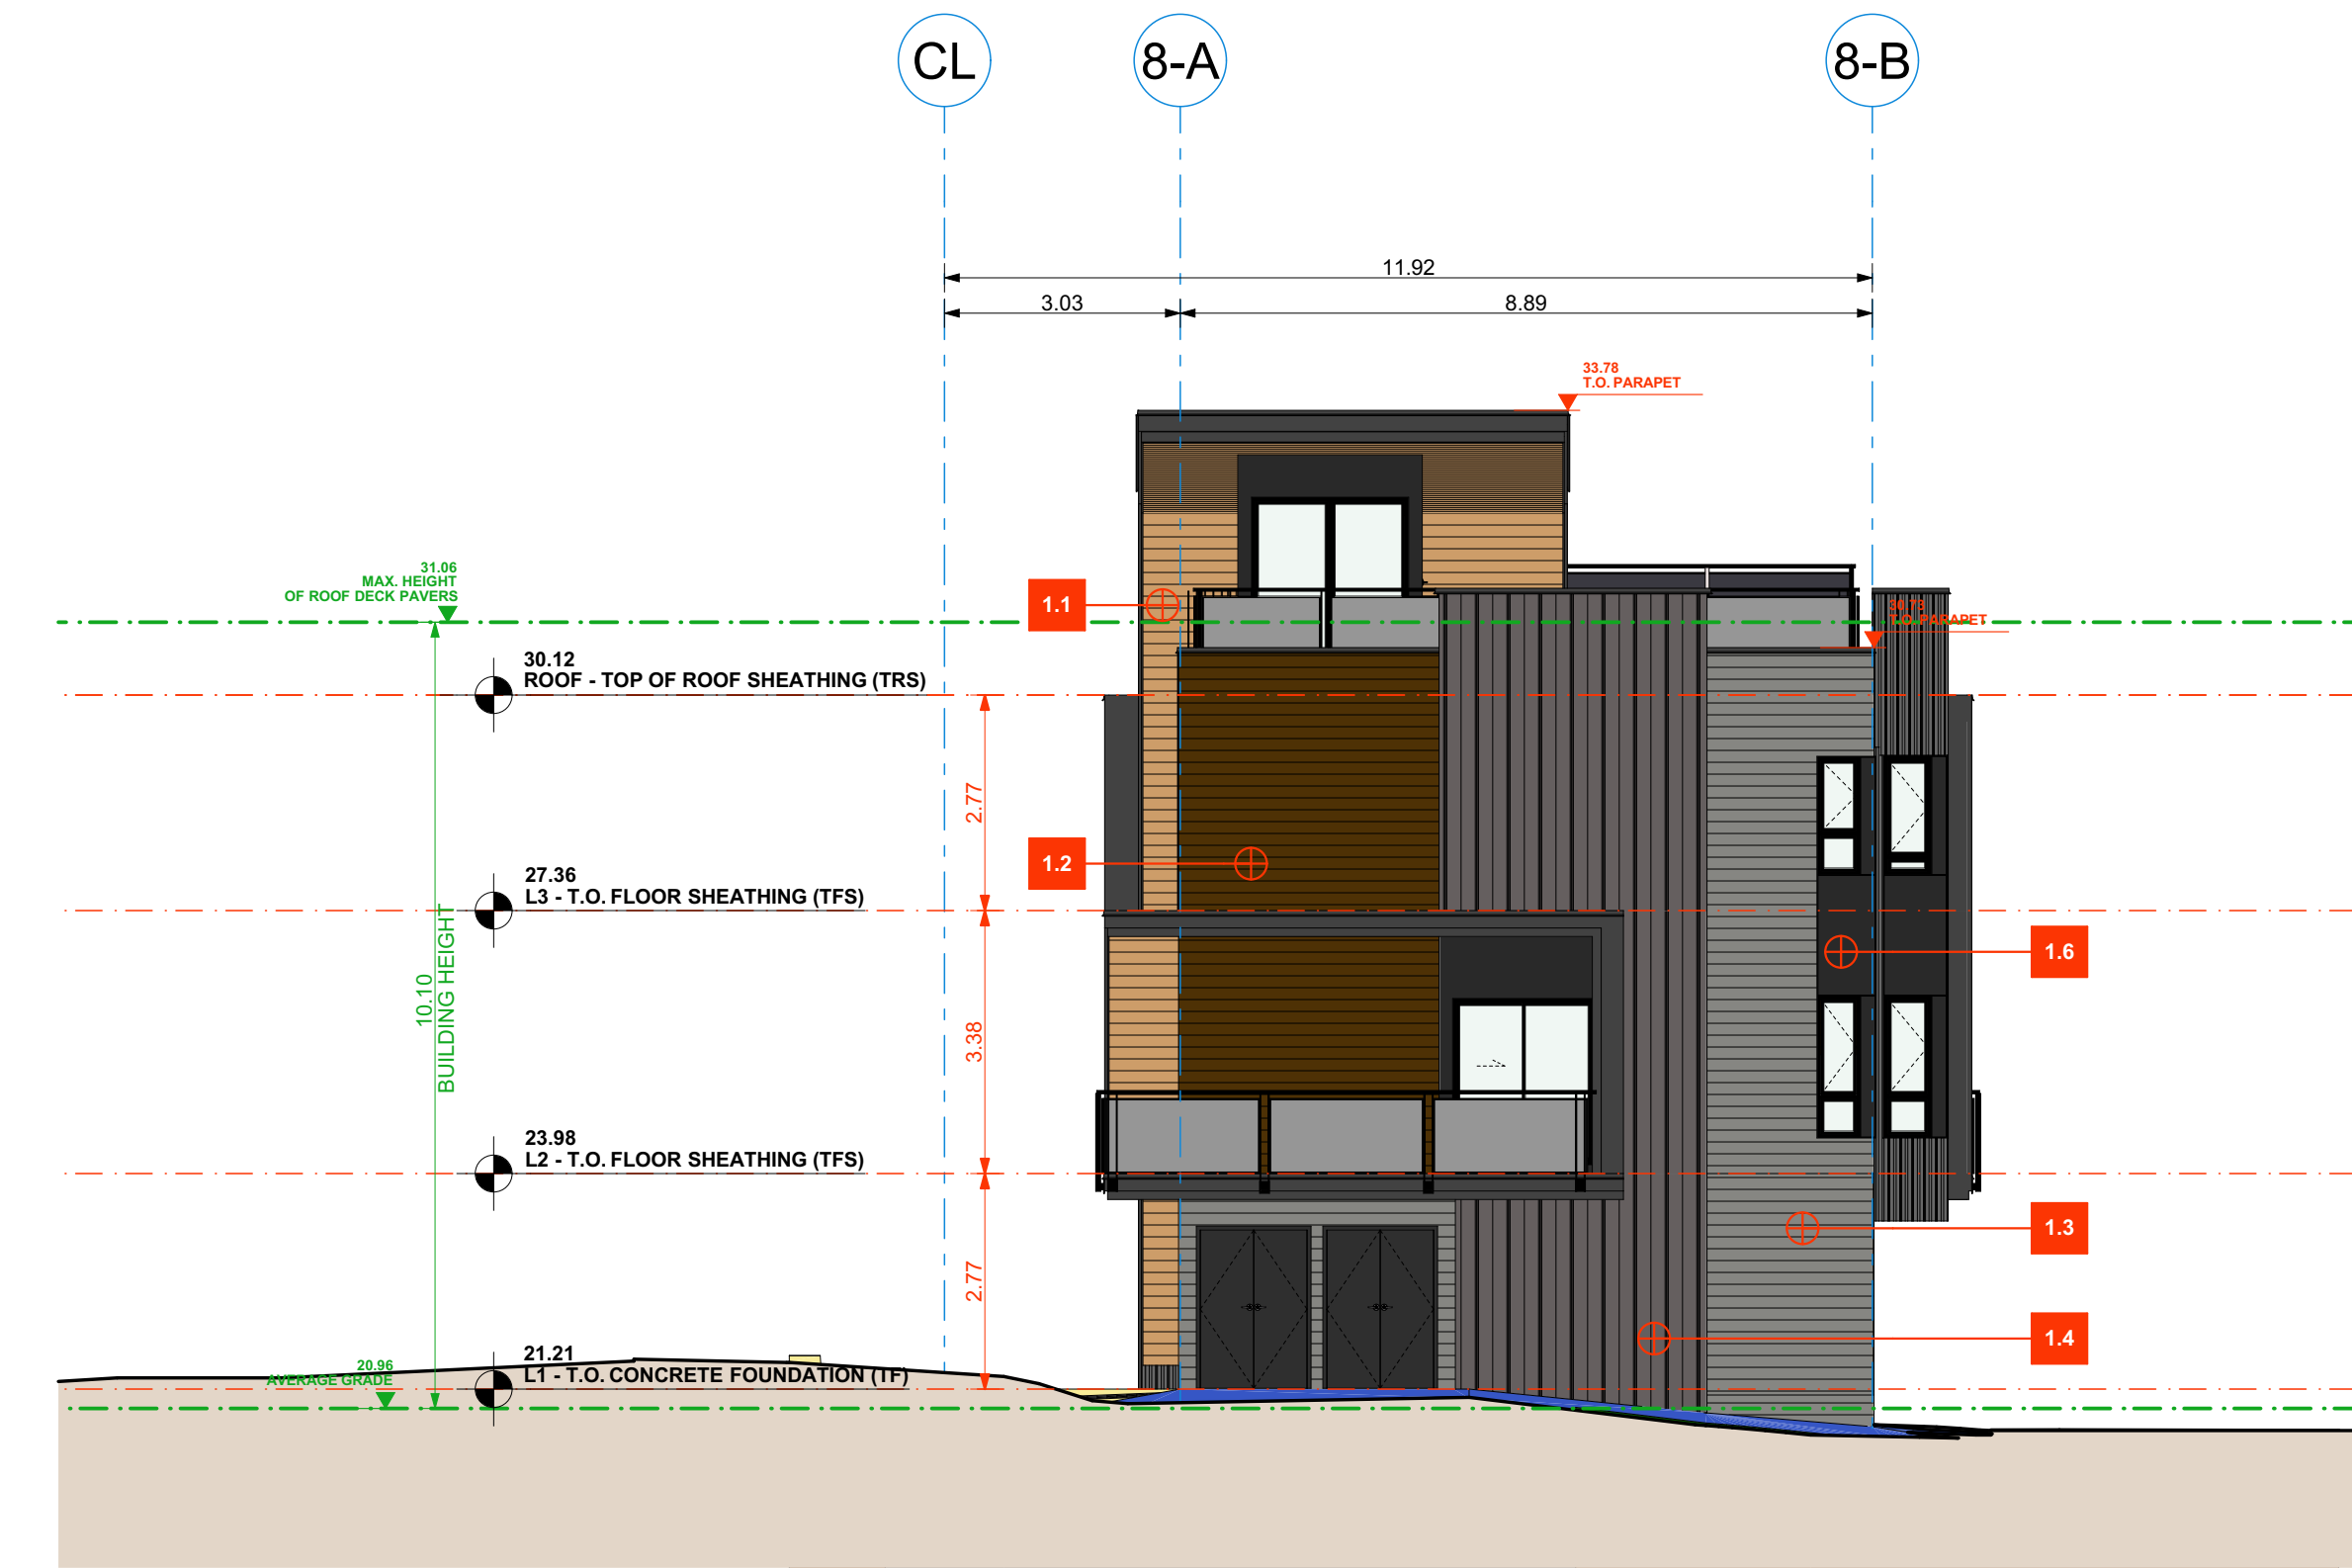 CL
8-A
8-B
11.92
3.03
8.89
33.78
T.O. PARAPET
31.06
MAX. HEIGHT
OF ROOF DECK PAVERS
1.1
30.73
T.O. PARAPET
30.12
ROOF - TOP OF ROOF SHEATHING (TRS)
2.77
1.2
27.36
L3 - T.O. FLOOR SHEATHING (TFS)
1.6
10.10
BUILDING HEIGHT
3.38
23.98
L2 - T.O. FLOOR SHEATHING (TFS)
1.3
2.77
1.4
21.21
L1 - T.O. CONCRETE FOUNDATION (TF)
20.96
AVERAGE GRADE